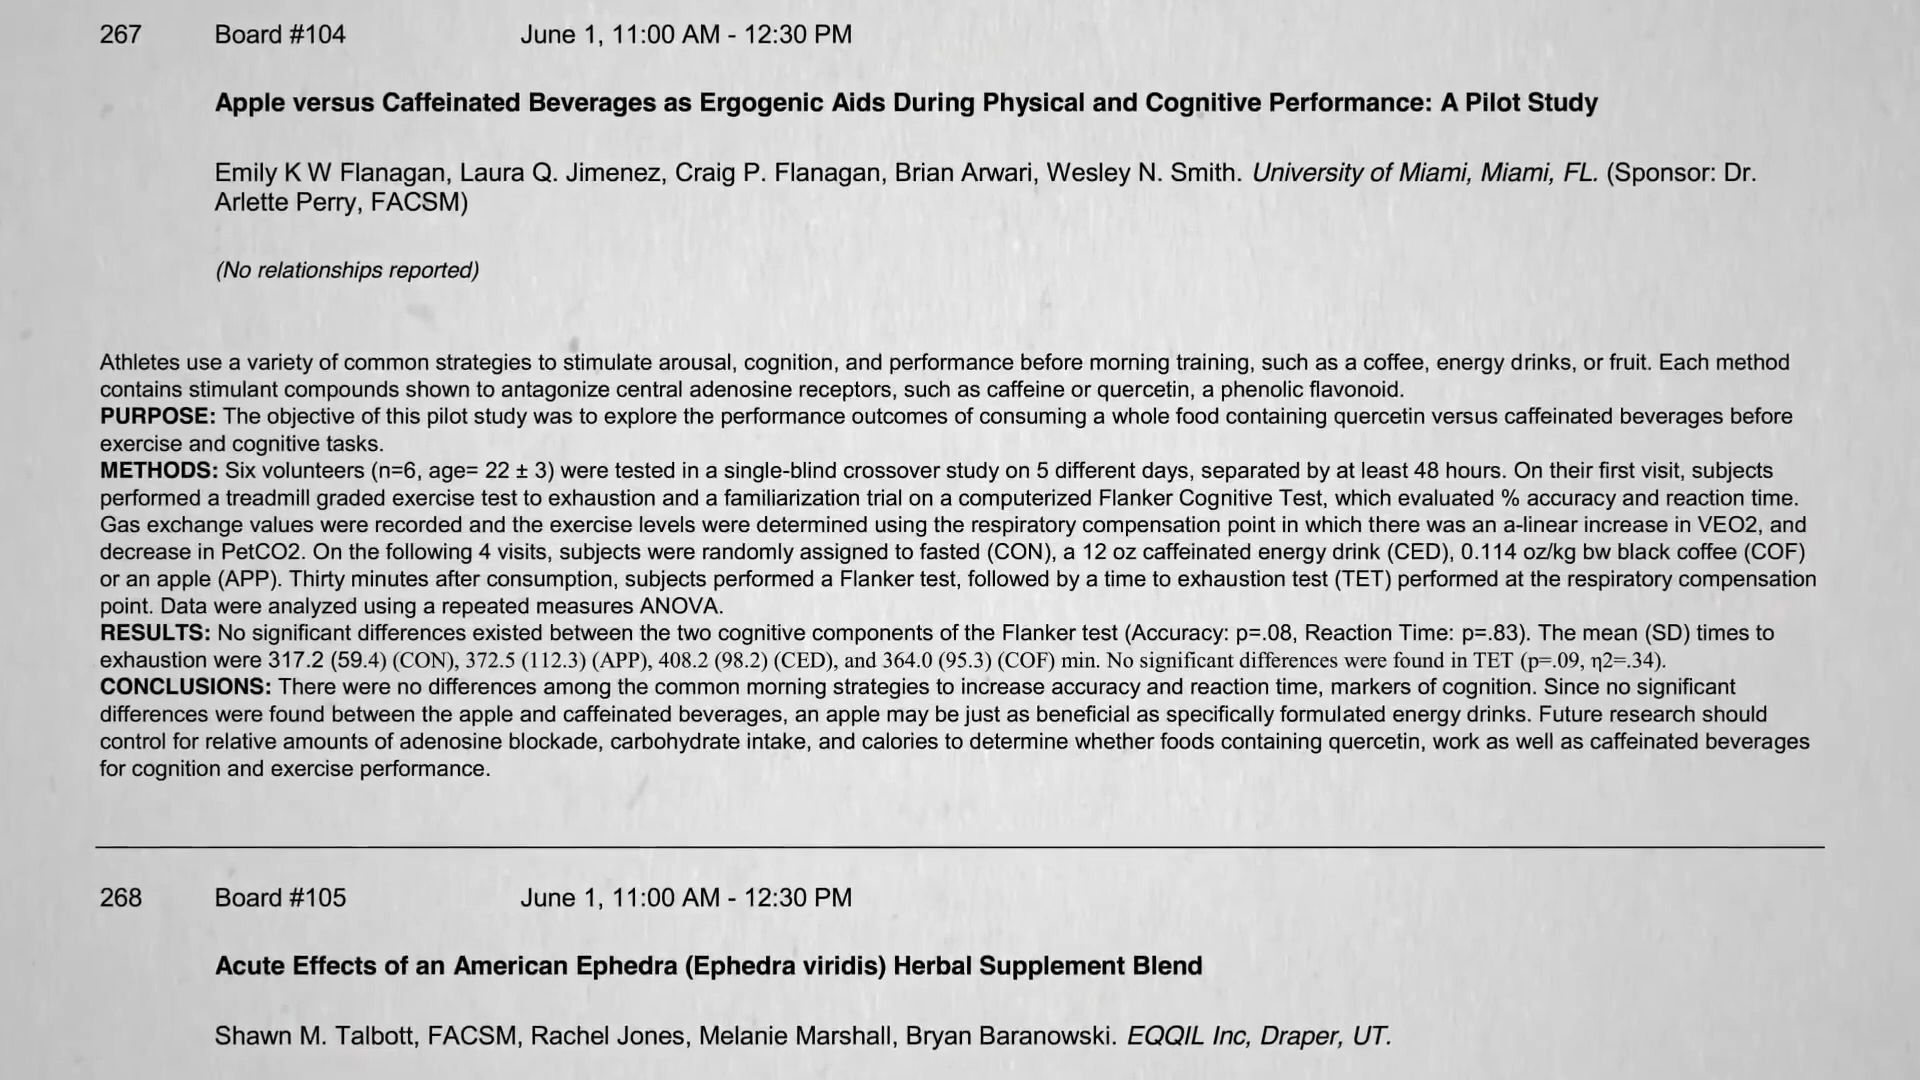 267 Board #104 June 1, 11:00 AM - 12:30 PM
Apple versus Caffeinated Beverages as Ergogenic Aids During Physical and Cognitive Performance: A Pilot Study
Emily K W Flanagan, Laura Q. Jimenez, Craig P. Flanagan, Brian Arwari, Wesley N. Smith. University of Miami, Miami, FL. (Sponsor: Dr.
Arlette Perry, FACSM)
(No relationships reported)
Athletes use a variety of common strategies to stimulate arousal, cognition, and performance before morning training, such as a coffee, energy drinks, or fruit. Each method
contains stimulant compounds shown to antagonize central adenosine receptors, such as caffeine or quercetin, a phenolic flavonoid.
PURPOSE: The objective of this pilot study was to explore the performance outcomes of consuming a whole food containing quercetin versus caffeinated beverages before
exercise and cognitive tasks.
METHODS: Six volunteers (n=6, age= 22 ± 3) were tested in a single-blind crossover study on 5 different days, separated by at least 48 hours. On their first visit, subjects
performed a treadmill graded exercise test to exhaustion and a familiarization trial on a computerized Flanker Cognitive Test, which evaluated % accuracy and reaction time.
Gas exchange values were recorded and the exercise levels were determined using the respiratory compensation point in which there was an a-linear increase in VEO2, and
decrease in PetCO2. On the following 4 visits, subjects were randomly assigned to fasted (CON), a 12 oz caffeinated energy drink (CED), 0.114 oz/kg bw black coffee (COF)
or an apple (APP). Thirty minutes after consumption, subjects performed a Flanker test, followed by a time to exhaustion test (TET) performed at the respiratory compensation
point. Data were analyzed using a repeated measures ANOVA.
RESULTS: No significant differences existed between the two cognitive components of the Flanker test (Accuracy: p=.08, Reaction Time: p=.83). The mean (SD) times to
exhaustion were 317.2 (59.4) (CON), 372.5 (112.3) (APP), 408.2 (98.2) (CED), and 364.0 (95.3) (COF) min. No significant differences were found in TET (p=.09, η2=.34).
CONCLUSIONS: There were no differences among the common morning strategies to increase accuracy and reaction time, markers of cognition. Since no significant
differences were found between the apple and caffeinated beverages, an apple may be just as beneficial as specifically formulated energy drinks. Future research should
control for relative amounts of adenosine blockade, carbohydrate intake, and calories to determine whether foods containing quercetin, work as well as caffeinated beverages
for cognition and exercise performance.
268 Board #105 June 1, 11:00 AM - 12:30 PM
Acute Effects of an American Ephedra (Ephedra viridis) Herbal Supplement Blend
Shawn M. Talbott, FACSM, Rachel Jones, Melanie Marshall, Bryan Baranowski. EQQIL Inc, Draper, UT.